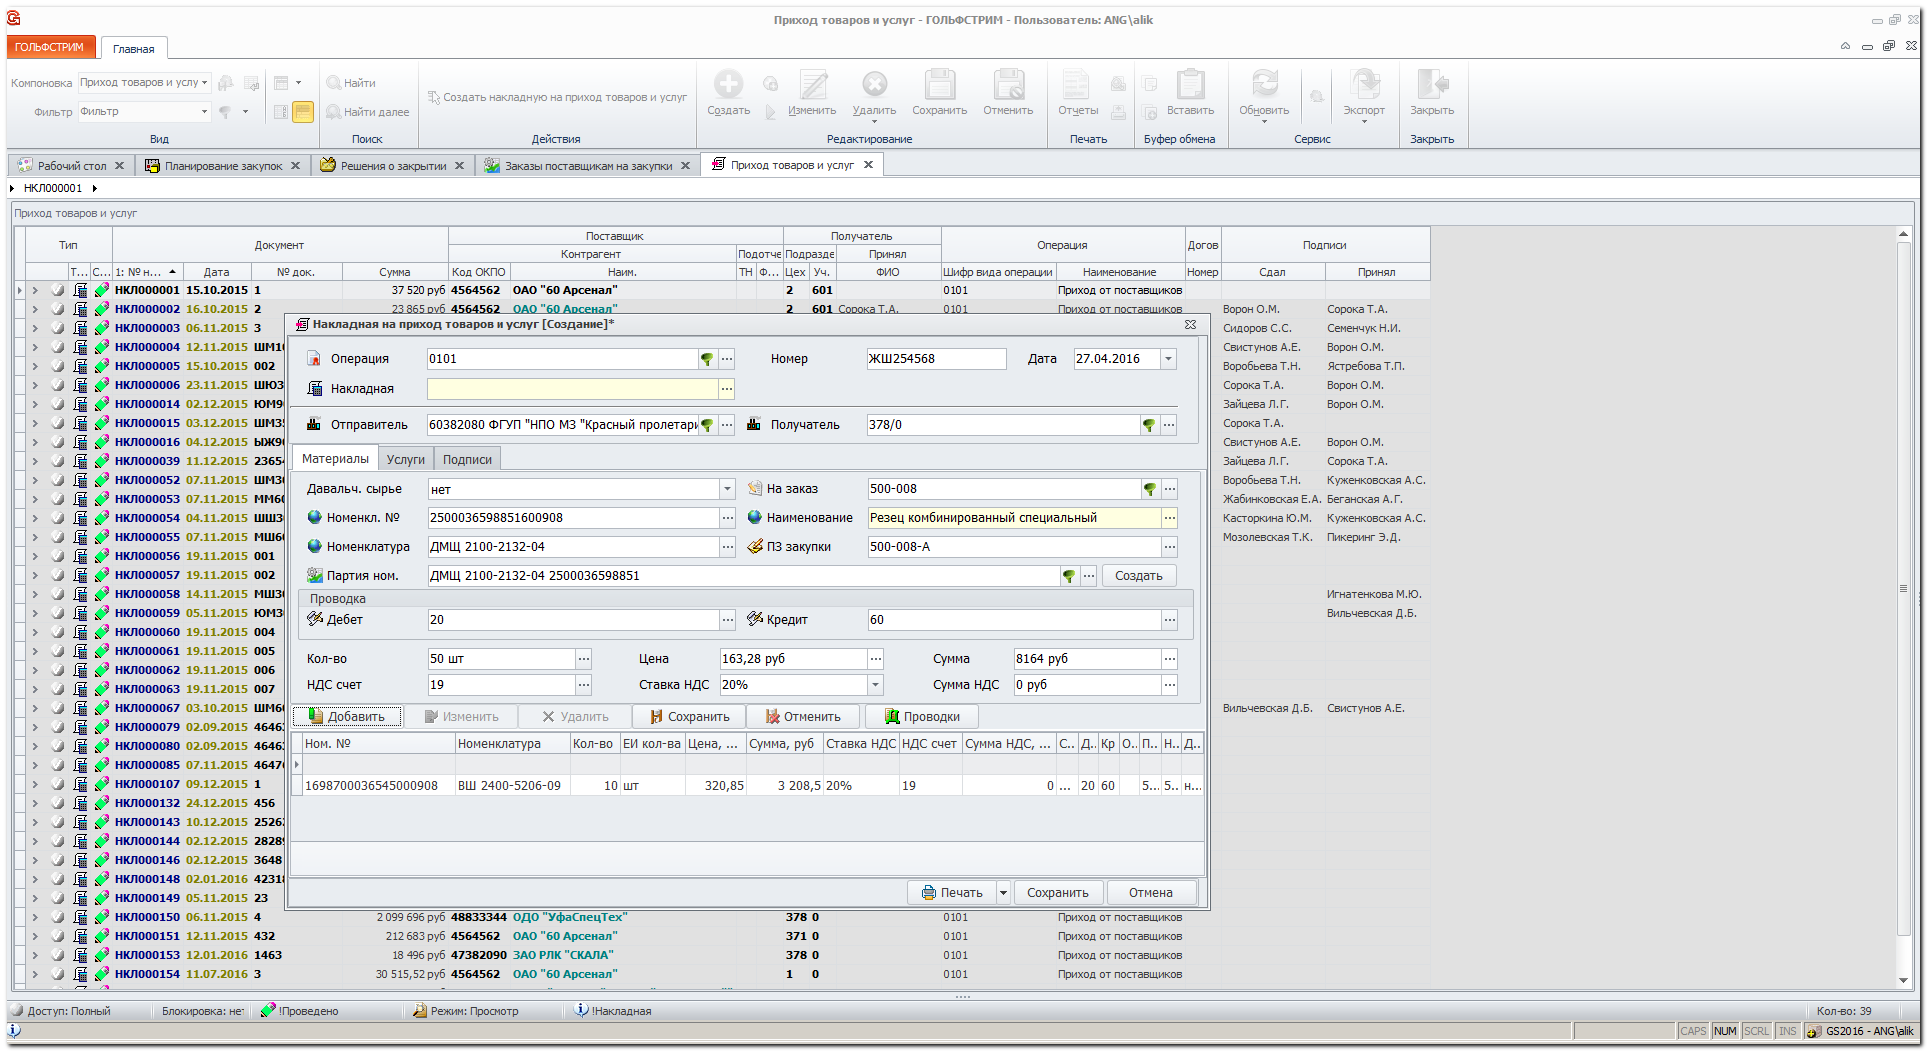 Приход товаров и услуг - ГОЛЬФСТРИМ - Пользователь: ANG\alik
ГОЛЬФСТРИМ Главная
Компоновка Приход товаров и услу
Фильтр Фильтр
Вид
Найти
Найти далее
Поиск
Создать накладную на приход товаров и услуг
Действия
Создать Изменить Удалить Сохранить Отменить
Редактирование
Отчеты
Печать
Вставить
Буфер обмена
Обновить Экспорт
Сервис
Закрыть
Закрыть
Рабочий стол Планирование закупок Решения о закрытии Заказы поставщикам на закупки Приход товаров и услуг
НКЛ000001
Приход товаров и услуг
Тип Документ Поставщик Получатель Операция Догов Подписи
Контрагент Подотче Подразде Принял
Т... С... 1: № н... Дата № док. Сумма Код ОКПО Наим. ТН Ф... Цех Уч. ФИО Шифр вида операции Наименование Номер Сдал Принял
НКЛ000001 15.10.2015 1 37 520 руб 4564562 ОАО "60 Арсенал" 2 601 0101 Приход от поставщиков
НКЛ000002 16.10.2015 2 23 865 руб 4564562 ОАО "60 Арсенал" 2 601 Сорока Т.А. 0101 Приход от поставщиков Ворон О.М. Сорока Т.А.
НКЛ000003 06.11.2015 3 Сидоров С.С. Семенчук Н.И.
НКЛ000004 12.11.2015 ШМ10 Свистунов А.Е. Ворон О.М.
НКЛ000005 15.10.2015 002 Воробьева Т.Н. Ястребова Т.П.
НКЛ000006 23.11.2015 ШЮ3 Сорока Т.А. Ворон О.М.
НКЛ000014 02.12.2015 ЮМ9 Зайцева Л.Г. Ворон О.М.
НКЛ000015 03.12.2015 ШМ3 Сорока Т.А.
НКЛ000016 04.12.2015 ЫЖ9 Свистунов А.Е. Ворон О.М.
НКЛ000039 11.12.2015 2365 Зайцева Л.Г. Сорока Т.А.
НКЛ000052 07.11.2015 ШМ3 Воробьева Т.Н. Куженковская А.С.
НКЛ000053 07.11.2015 ММ6 Жабинковская Е.А. Беганская А.Г.
НКЛ000054 04.11.2015 ШШ3 Касторкина Ю.М. Куженковская А.С.
НКЛ000055 07.11.2015 МШ6 Мозолевская Т.К. Пикеринг Э.Д.
НКЛ000056 19.11.2015 001
НКЛ000057 19.11.2015 002
НКЛ000058 14.11.2015 МШ3 Игнатенкова М.Ю.
НКЛ000059 05.11.2015 ЮМ3 Вильчевская Д.Б.
НКЛ000060 19.11.2015 004
НКЛ000061 19.11.2015 005
НКЛ000062 19.11.2015 006
НКЛ000063 19.11.2015 007
НКЛ000067 03.10.2015 ШМ6 Вильчевская Д.Б. Свистунов А.Е.
НКЛ000079 02.09.2015 4646
НКЛ000080 02.09.2015 4646
НКЛ000085 07.11.2015 4647
НКЛ000107 09.12.2015 1
НКЛ000132 24.12.2015 456
НКЛ000143 10.12.2015 2526
НКЛ000144 02.12.2015 2828
НКЛ000146 02.12.2015 3648
НКЛ000148 02.01.2016 4231
НКЛ000149 05.11.2015 23
НКЛ000150 06.11.2015 4 2 099 696 руб 48833344 ОДО "УфаСпецТех" 378 0 0101 Приход от поставщиков
НКЛ000151 12.11.2015 432 212 683 руб 4564562 ОАО "60 Арсенал" 371 0 0101 Приход от поставщиков
НКЛ000153 12.01.2016 1463 18 496 руб 47382090 ЗАО РЛК "СКАЛА" 378 0 0101 Приход от поставщиков
НКЛ000154 11.07.2016 3 30 515,52 руб 4564562 ОАО "60 Арсенал" 1 0 0101 Приход от поставщиков
Накладная на приход товаров и услуг [Создание]*
Операция 0101 Номер ЖШ254568 Дата 27.04.2016
Накладная
Отправитель 60382080 ФГУП "НПО МЗ "Красный пролетари Получатель 378/0
Материалы Услуги Подписи
Давальч. сырье нет На заказ 500-008
Номенкл. № 2500036598851600908 Наименование Резец комбинированный специальный
Номенклатура ДМЩ 2100-2132-04 ПЗ закупки 500-008-А
Партия ном. ДМЩ 2100-2132-04 2500036598851 Создать
Проводка
Дебет 20 Кредит 60
Кол-во 50 шт Цена 163,28 руб Сумма 8164 руб
НДС счет 19 Ставка НДС 20% Сумма НДС 0 руб
Добавить Изменить Удалить Сохранить Отменить Проводки
Ном. № Номенклатура Кол-во ЕИ кол-ва Цена, ... Сумма, руб Ставка НДС НДС счет Сумма НДС, ... С.. Д.. Кр О.. П.. Н.. Д..
1698700036545000908 ВШ 2400-5206-09 10 шт 320,85 3 208,5 20% 19 0 ... 20 60 5... 5.. н...
Печать Сохранить Отмена
Доступ: Полный Блокировка: нет !Проведено Режим: Просмотр !Накладная Кол-во: 39
CAPS NUM SCRL INS GS2016 - ANG\alik